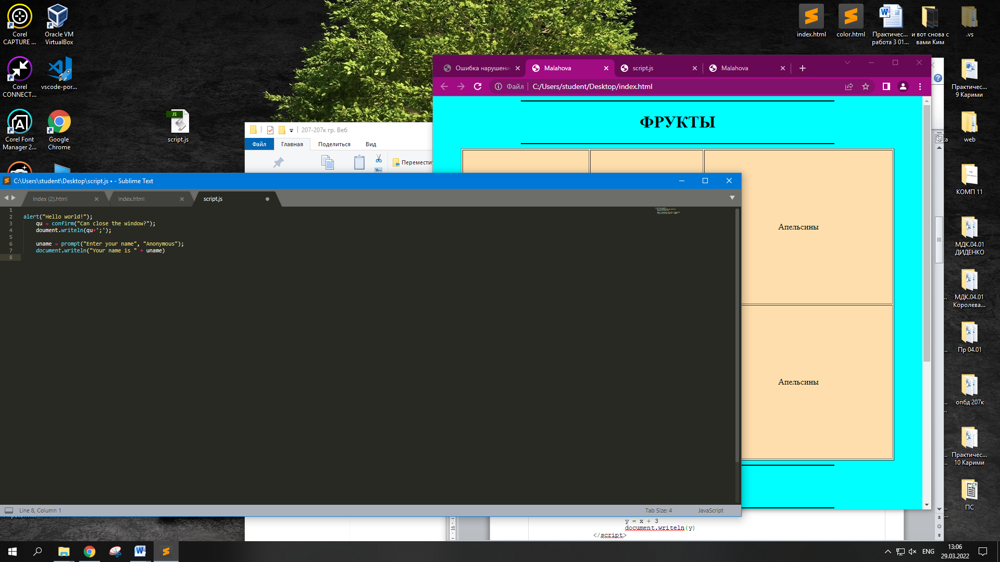 Corel
CAPTURE ...
Oracle VM
VirtualBox
Corel
CONNECT...
vscode-por...
Corel Font
Manager 2...
Google
Chrome
JS
script.js
index.html
color.html
Практичес...
работа 3 01...
и вот снова с
вами Ким
.vs
Практичес...
9 Карими
web
КОМП 11
МДК.04.01
ДИДЕНКО
МДК.04.01
Королева...
Пр 04.01
опбд 207к
Практичес...
10 Карими
ПС
207-207к гр. Веб
Файл
Главная
Поделиться
Вид
Переместит
Ошибка нарушени
Malahova
script.js
Malahova
Файл
C:/Users/student/Desktop/index.html
ФРУКТЫ
Апельсины
Апельсины
C:\Users\student\Desktop\script.js • - Sublime Text
Index (2).html
index.html
script.js
1
2 alert("Hello world!");
3 qu = confirm("Can close the window?");
4 doument.writeln(qu+';');
5
6 uname = prompt("Enter your name", "Anonymous");
7 document.writeln("Your name is " + uname)
8
Line 8, Column 1
Tab Size: 4
JavaScript
16
y = x + 3
document.writeln(y)
</script>
ENG
13:06
29.03.2022